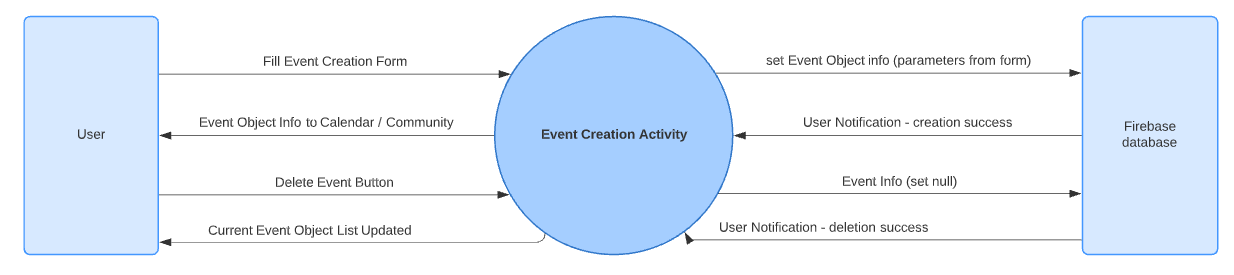 User
Fill Event Creation Form
Event Object Info to Calendar / Community
Delete Event Button
Current Event Object List Updated
Event Creation Activity
set Event Object info (parameters from form)
User Notification - creation success
Event Info (set null)
User Notification - deletion success
Firebase
database